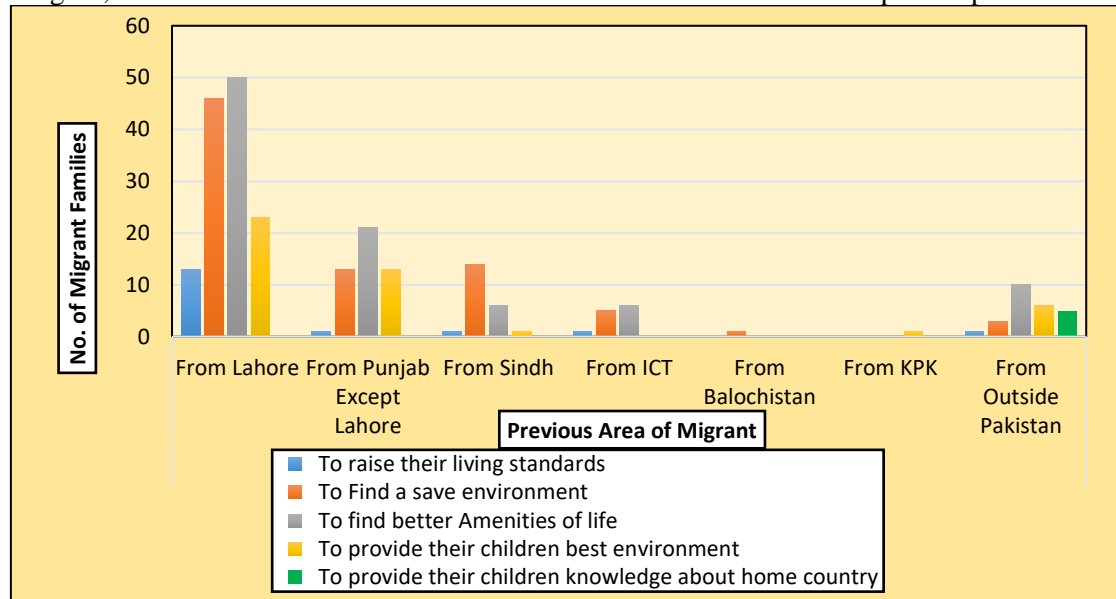 60
50
40
30
20
10
0
No. of Migrant Families
From Lahore
From Punjab
Except
Lahore
From Sindh
From ICT
From
Balochistan
From KPK
From
Outside
Pakistan
Previous Area of Migrant
To raise their living standards
To Find a save environment
To find better Amenities of life
To provide their children best environment
To provide their children knowledge about home country